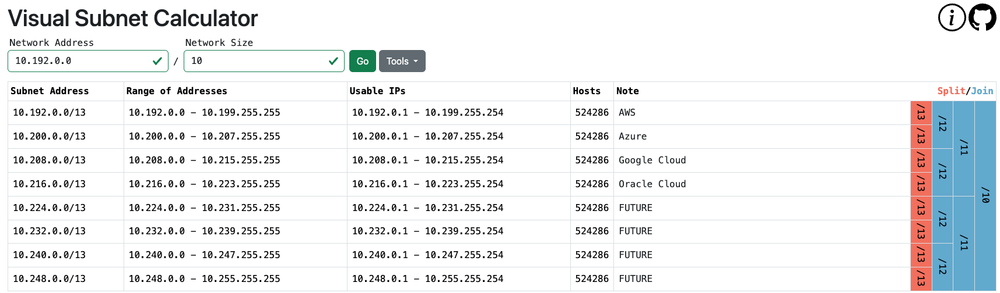 Visual Subnet Calculator
Network Address Network Size
10.192.0.0 / 10 Go Tools
Subnet Address Range of Addresses Usable IPs Hosts Note Split/Join
10.192.0.0/13 10.192.0.0 - 10.199.255.255 10.192.0.1 - 10.199.255.254 524286 AWS /13 /12 /11 /10
10.200.0.0/13 10.200.0.0 - 10.207.255.255 10.200.0.1 - 10.207.255.254 524286 Azure /13
10.208.0.0/13 10.208.0.0 - 10.215.255.255 10.208.0.1 - 10.215.255.254 524286 Google Cloud /13 /12
10.216.0.0/13 10.216.0.0 - 10.223.255.255 10.216.0.1 - 10.223.255.254 524286 Oracle Cloud /13
10.224.0.0/13 10.224.0.0 - 10.231.255.255 10.224.0.1 - 10.231.255.254 524286 FUTURE /13 /12 /11
10.232.0.0/13 10.232.0.0 - 10.239.255.255 10.232.0.1 - 10.239.255.254 524286 FUTURE /13
10.240.0.0/13 10.240.0.0 - 10.247.255.255 10.240.0.1 - 10.247.255.254 524286 FUTURE /13 /12
10.248.0.0/13 10.248.0.0 - 10.255.255.255 10.248.0.1 - 10.255.255.254 524286 FUTURE /13